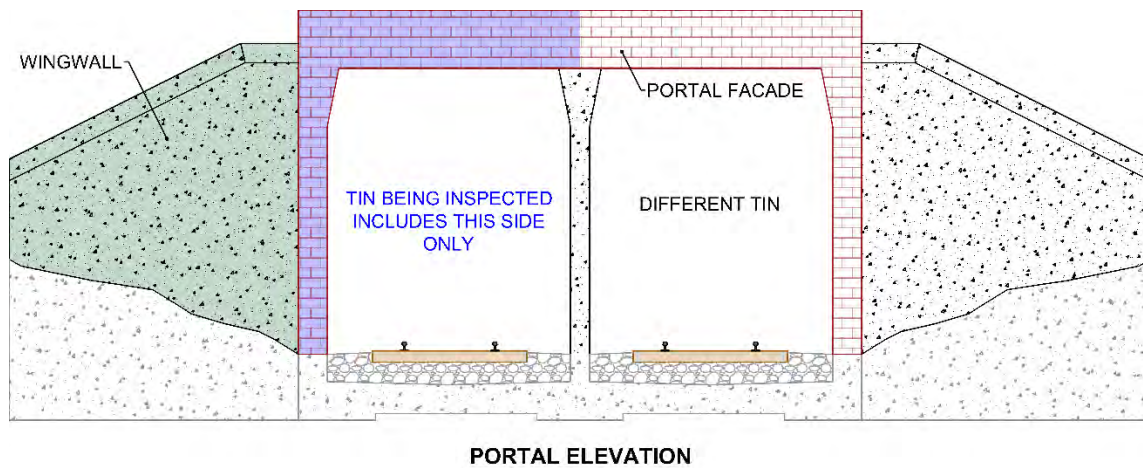 WINGWALL
PORTAL FACADE
TIN BEING INSPECTED
INCLUDES THIS SIDE
ONLY
DIFFERENT TIN
PORTAL ELEVATION